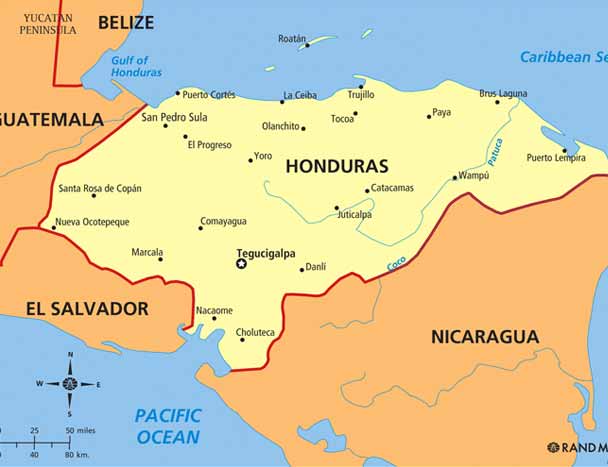 YUCATAN
PENINSULA
BELIZE
Roatán
Gulf of
Honduras
Caribbean Se
Puerto Cortés
La Ceiba
Trujillo
Brus Laguna
GUATEMALA
San Pedro Sula
Olanchito
Tocoa
Paya
El Progreso
Yoro
HONDURAS
Patuca
Puerto Lempira
Santa Rosa de Copán
Catacamas
Wampú
Nueva Ocotepeque
Comayagua
Juticalpa
Marcala
Tegucigalpa
Danlí
Coco
EL SALVADOR
Nacaome
Choluteca
NICARAGUA
N
W
E
S
PACIFIC
OCEAN
0 25 50 miles
0 40 80 km.
RAND M